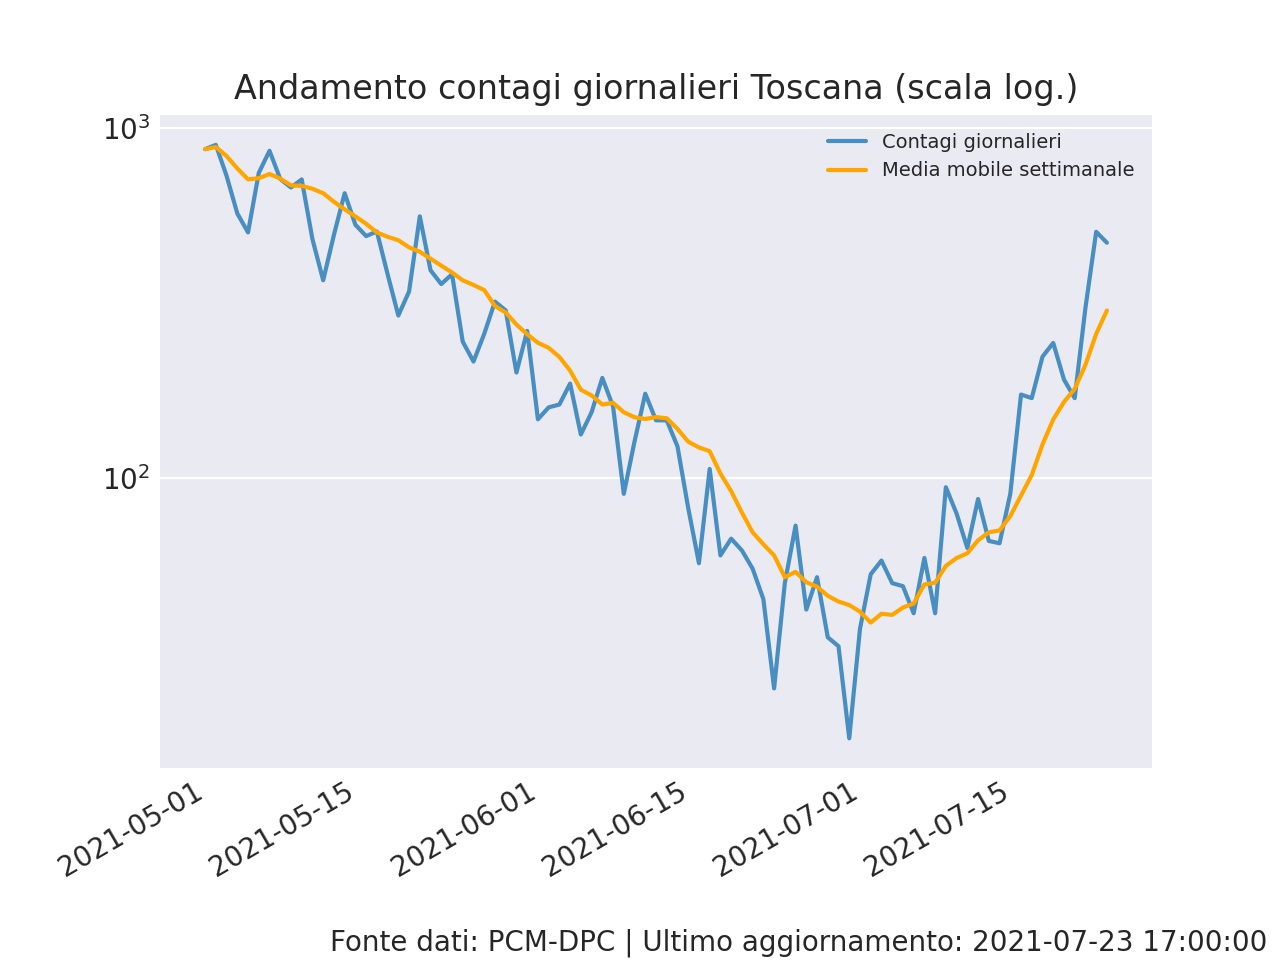 Andamento contagi giornalieri Toscana (scala log.)
10³
Contagi giornalieri
Media mobile settimanale
10²
2021-05-01
2021-05-15
2021-06-01
2021-06-15
2021-07-01
2021-07-15
Fonte dati: PCM-DPC | Ultimo aggiornamento: 2021-07-23 17:00:00